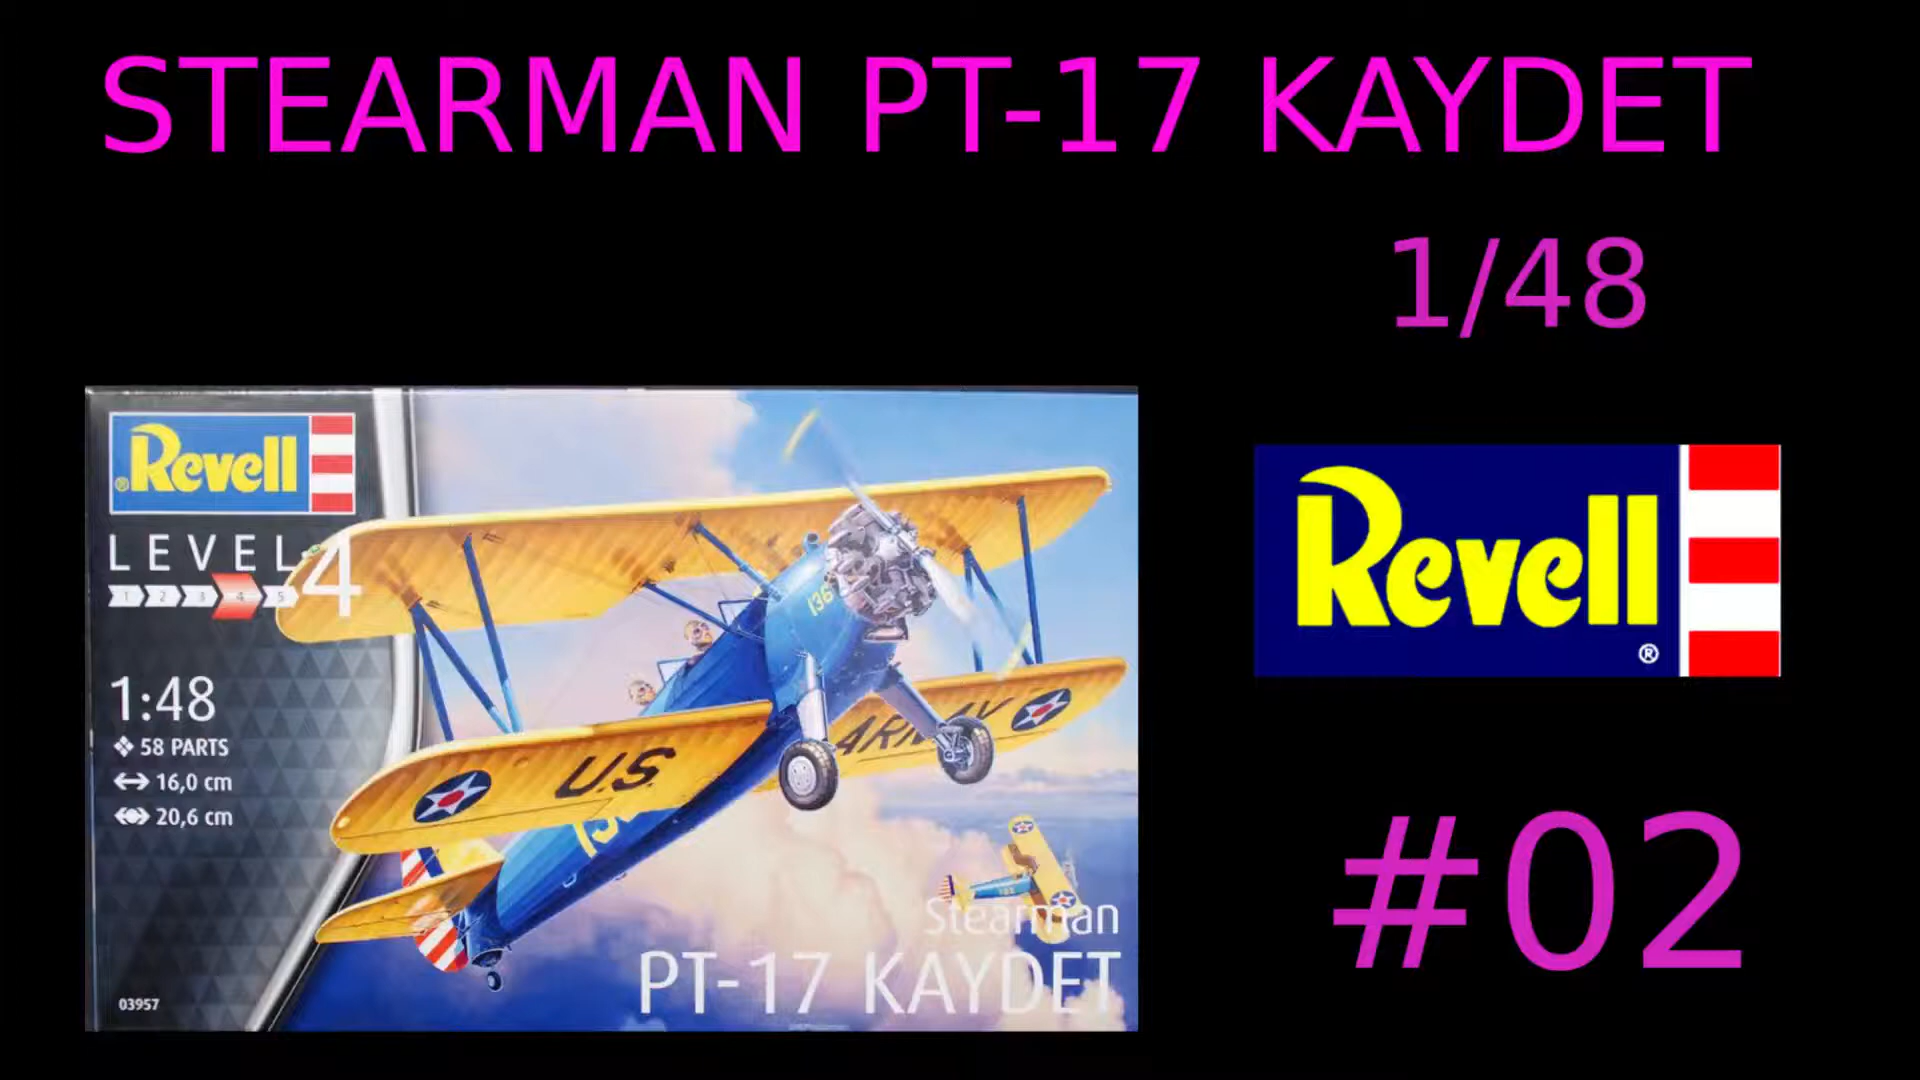 STEARMAN PT-17 KAYDET
1/48
Revell
®
LEVEL 4
1 2 3 4 5
1:48
58 PARTS
16,0 cm
20,6 cm
136
U.S.
ARMY
Stearman
PT-17 KAYDET
03957
Revell
®
#02